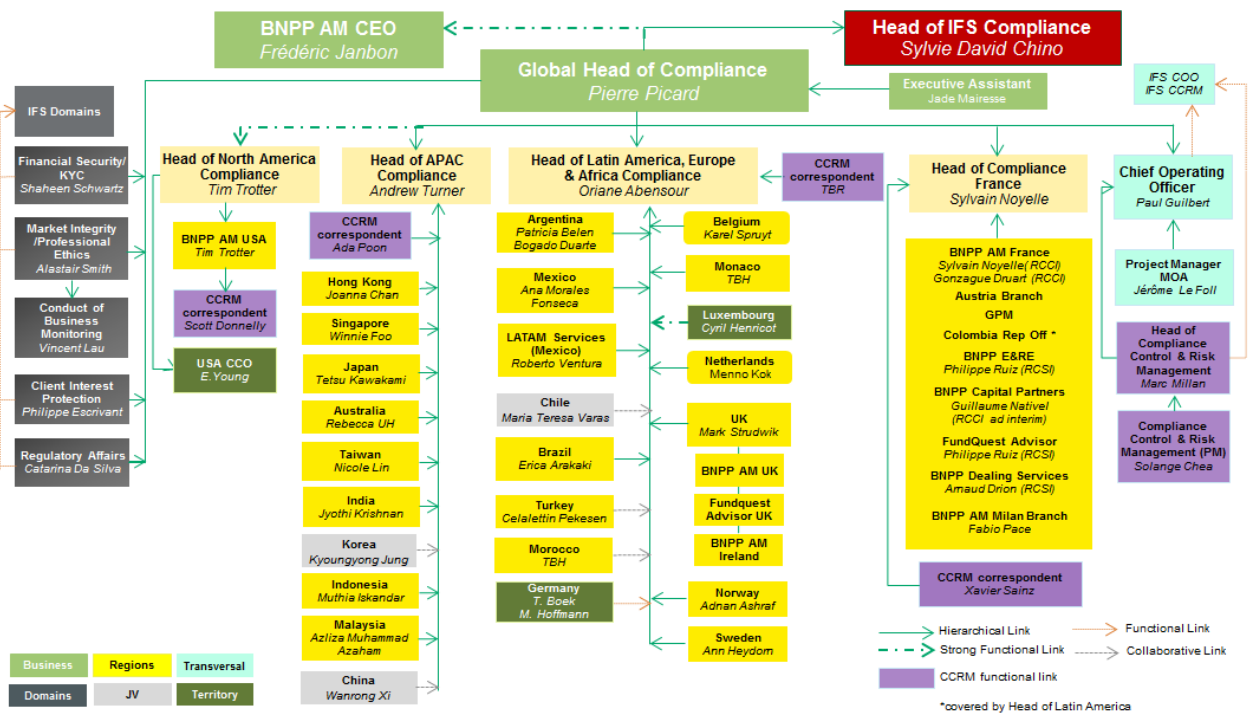 BNPP AM CEO
Frédéric Janbon
Head of IFS Compliance
Sylvie David Chino
Global Head of Compliance
Pierre Picard
Executive Assistant
Jade Mairesse
IFS COO
IFS CCRM
IFS Domains
Financial Security/
KYC
Shaheen Schwartz
Market Integrity
/Professional
Ethics
Alastair Smith
Conduct of
Business
Monitoring
Vincent Lau
Client Interest
Protection
Philippe Escrivant
Regulatory Affairs
Catarina Da Silva
Head of North America
Compliance
Tim Trotter
BNPP AM USA
Tim Trotter
CCRM
correspondent
Scott Donnelly
USA CCO
E.Young
Head of APAC
Compliance
Andrew Turner
CCRM
correspondent
Ada Poon
Hong Kong
Joanna Chan
Singapore
Winnie Foo
Japan
Tetsu Kawakami
Australia
Rebecca UH
Taiwan
Nicole Lin
India
Jyothi Krishnan
Korea
Kyoungyong Jung
Indonesia
Muthia Iskandar
Malaysia
Azliza Muhammad
Azaham
China
Wanrong Xi
Head of Latin America, Europe
& Africa Compliance
Oriane Abensour
CCRM
correspondent
TBR
Argentina
Patricia Belen
Bogado Duarte
Mexico
Ana Morales
Fonseca
LATAM Services
(Mexico)
Roberto Ventura
Chile
Maria Teresa Varas
Brazil
Erica Arakaki
Turkey
Celalettin Pekesen
Morocco
TBH
Germany
T. Boek
M. Hoffmann
Belgium
Karel Spruyt
Monaco
TBH
Luxembourg
Cyril Henricot
Netherlands
Menno Kok
UK
Mark Strudwik
BNPP AM UK
Fundquest
Advisor UK
BNPP AM
Ireland
Norway
Adnan Ashraf
Sweden
Ann Heydorn
Head of Compliance
France
Sylvain Noyelle
BNPP AM France
Sylvain Noyelle( RCCI)
Gonzague Druart (RCCI)
Austria Branch
GPM
Colombia Rep Off *
BNPP E&RE
Philippe Ruiz (RCSI)
BNPP Capital Partners
Guillaume Nativel
(RCCI ad interim)
FundQuest Advisor
Philippe Ruiz (RCSI)
BNPP Dealing Services
Arnaud Drion (RCSI)
BNPP AM Milan Branch
Fabio Pace
CCRM correspondent
Xavier Sainz
Chief Operating
Officer
Paul Guilbert
Project Manager
MOA
Jérôme Le Foll
Head of
Compliance
Control & Risk
Management
Marc Millan
Compliance
Control & Risk
Management (PM)
Solange Chea
Business
Regions
Transversal
Domains
JV
Territory
Hierarchical Link
Functional Link
Strong Functional Link
Collaborative Link
CCRM functional link
*covered by Head of Latin America